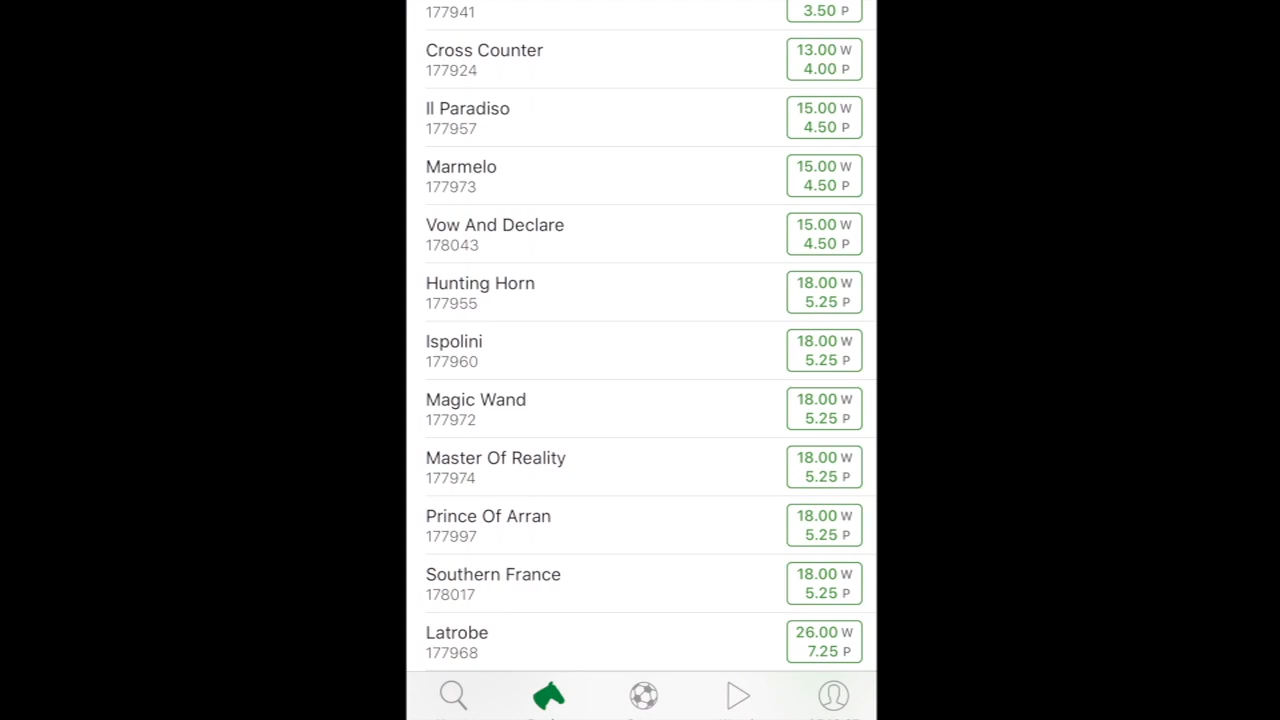 177941
3.50 P
Cross Counter
177924
13.00 W
4.00 P
Il Paradiso
177957
15.00 W
4.50 P
Marmelo
177973
15.00 W
4.50 P
Vow And Declare
178043
15.00 W
4.50 P
Hunting Horn
177955
18.00 W
5.25 P
Ispolini
177960
18.00 W
5.25 P
Magic Wand
177972
18.00 W
5.25 P
Master Of Reality
177974
18.00 W
5.25 P
Prince Of Arran
177997
18.00 W
5.25 P
Southern France
178017
18.00 W
5.25 P
Latrobe
177968
26.00 W
7.25 P